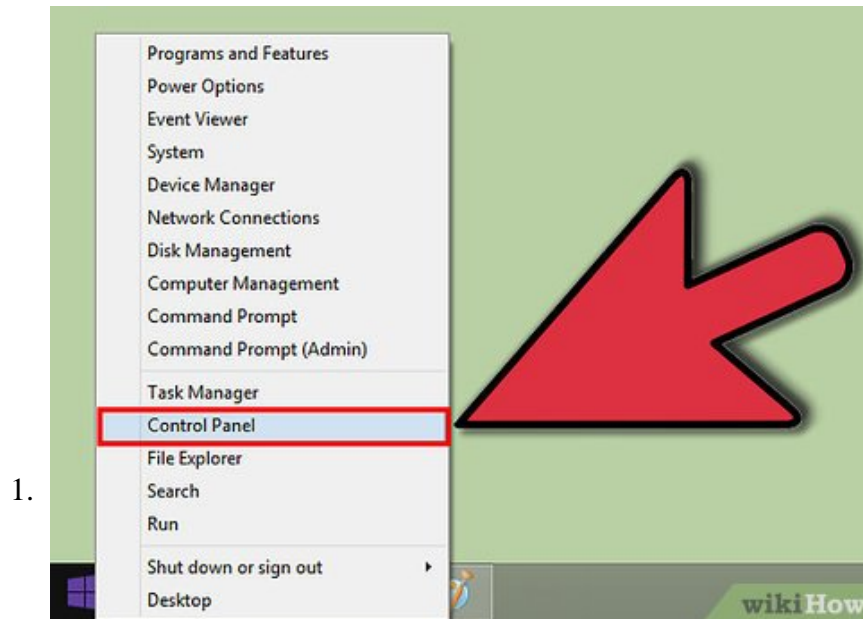 Programs and Features
Power Options
Event Viewer
System
Device Manager
Network Connections
Disk Management
Computer Management
Command Prompt
Command Prompt (Admin)
Task Manager
Control Panel
File Explorer
Search
Run
Shut down or sign out
Desktop
1.
wikiHow